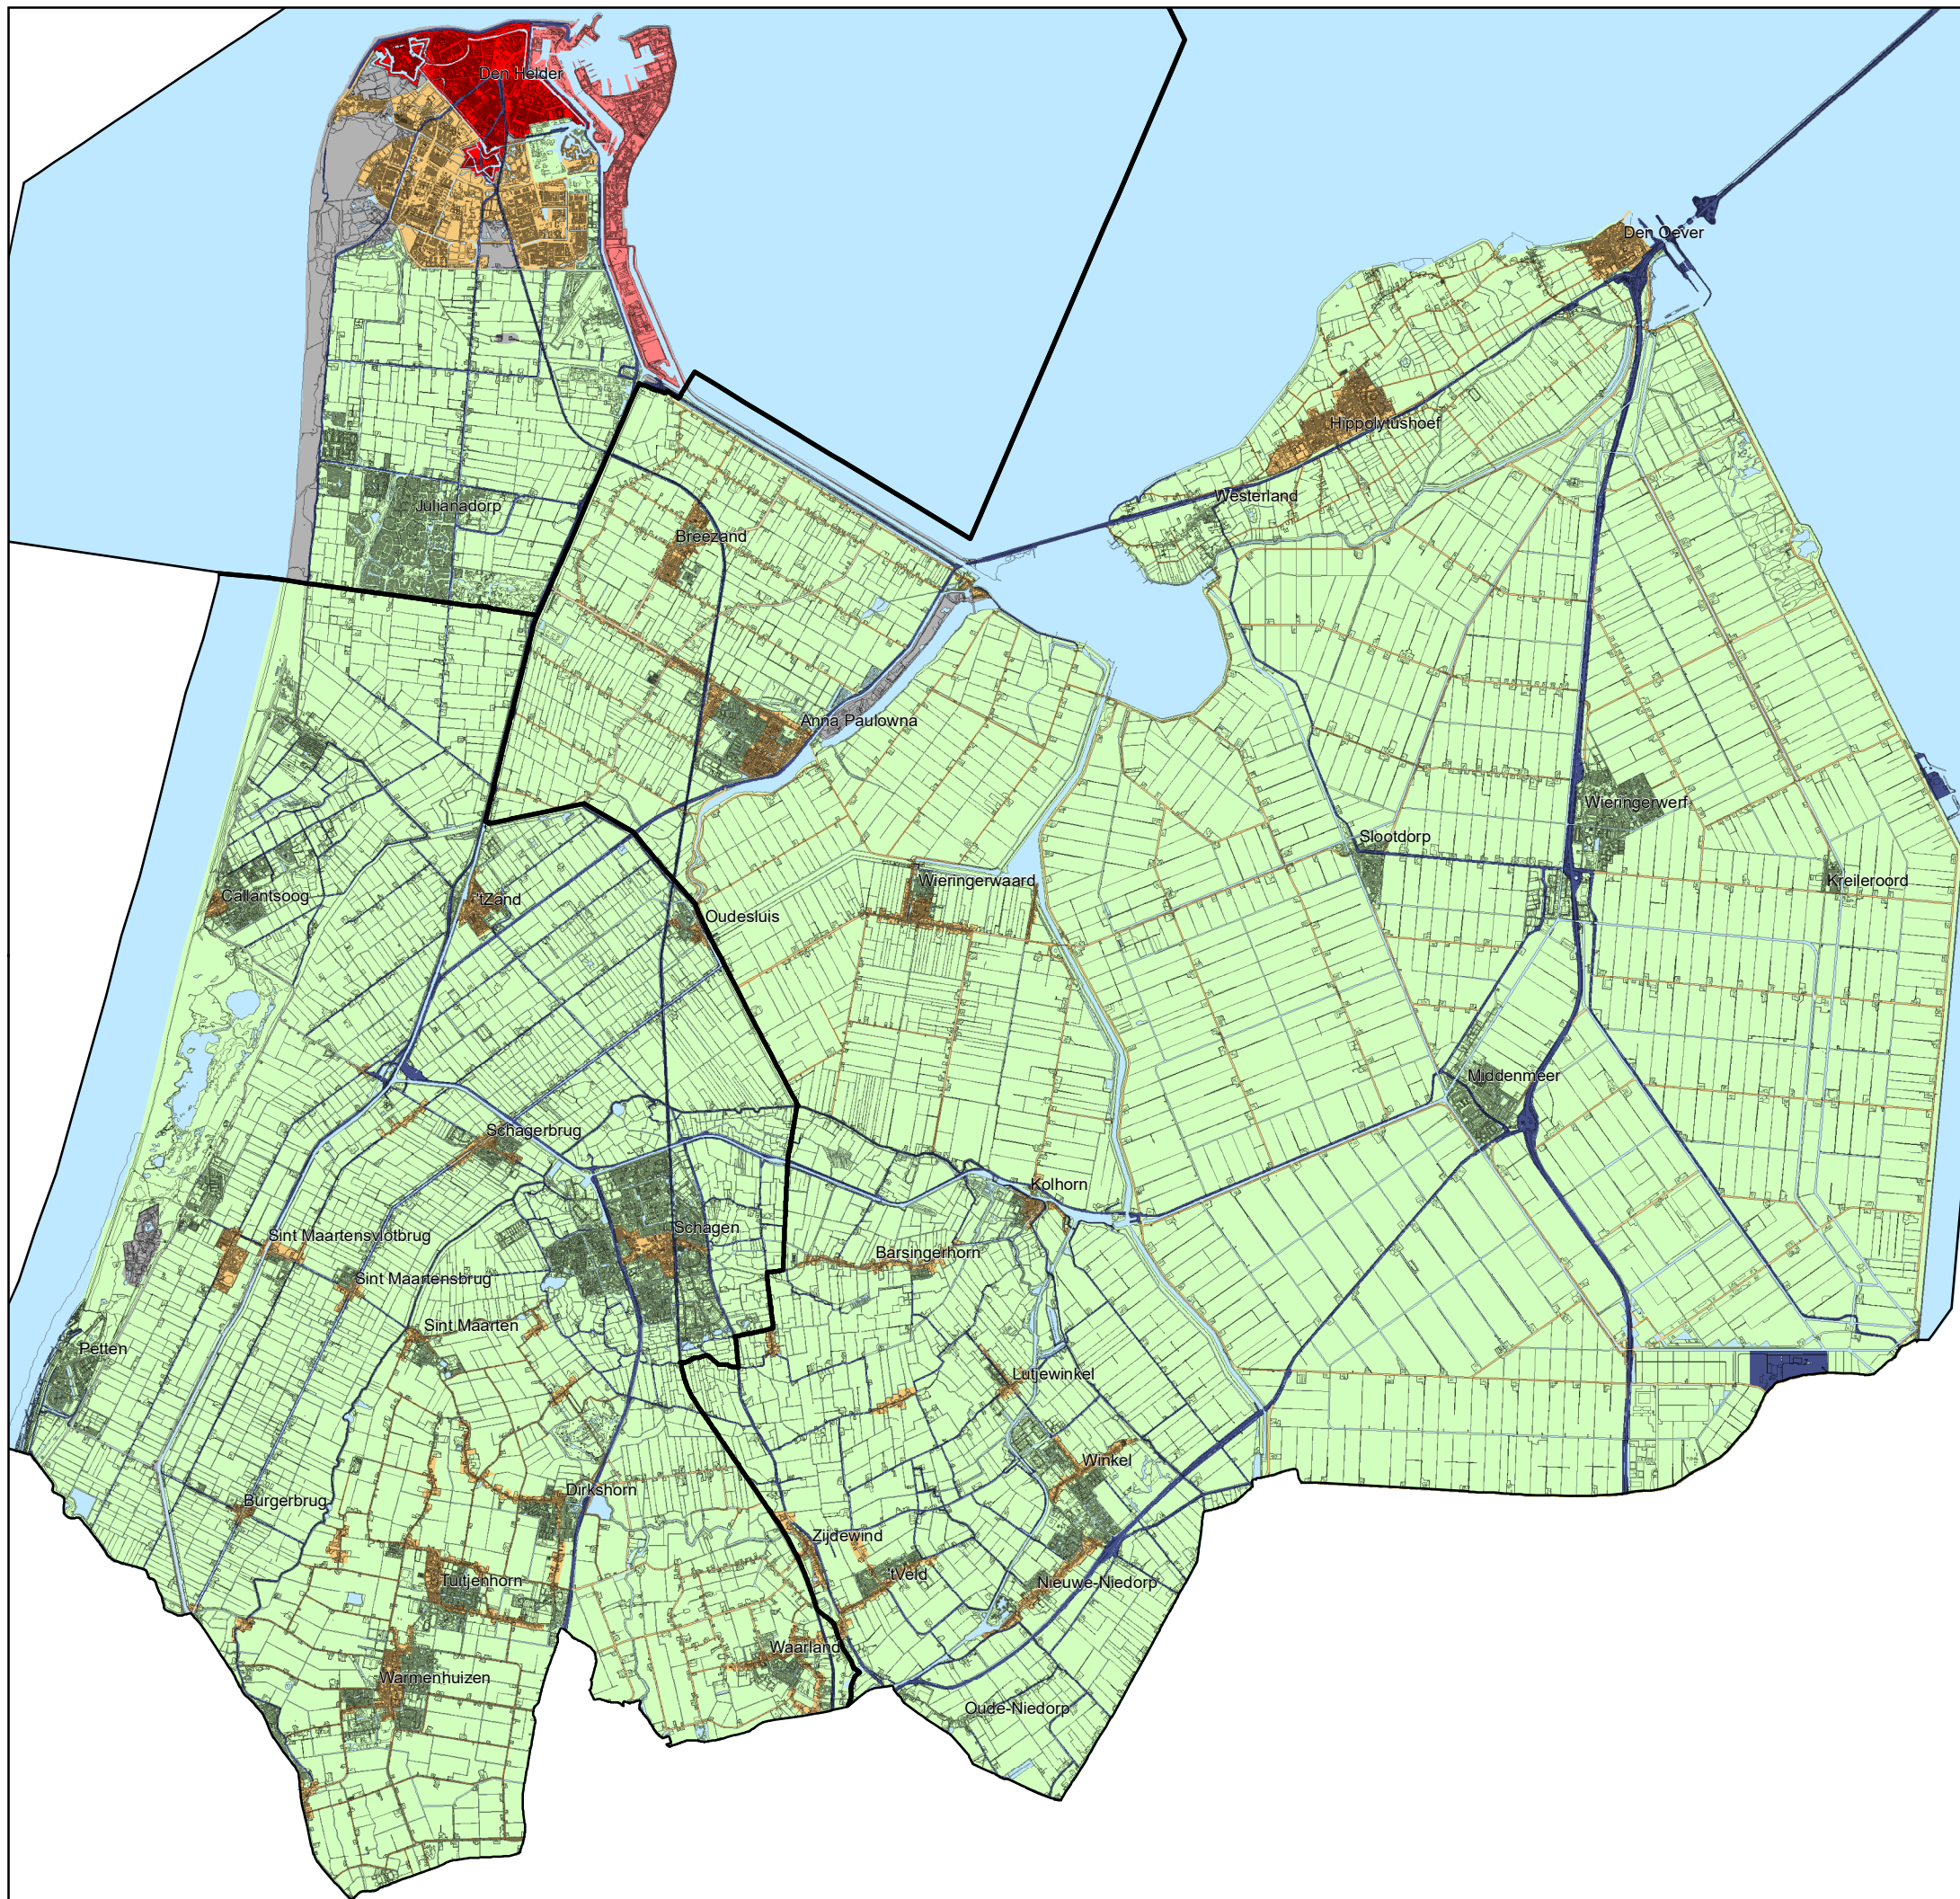 Den Helder
Den Oever
Hippolytushoef
Westerland
Julianadorp
Breezand
Anna Paulowna
Wieringerwerf
Slootdorp
Wieringerwaard
Kreileroord
Callantsoog
'tZand
Oudesluis
Middenmeer
Schagerbrug
Kolhorn
Schagen
Sint Maartensvlotbrug
Barsingerhorn
Sint Maartensbrug
Sint Maarten
Petten
Lutjewinkel
Winkel
Dirkshorn
Burgerbrug
Zijdewind
'tVeld
Tuitjenhorn
Nieuwe-Niedorp
Waarland
Warmenhuizen
Oude-Niedorp